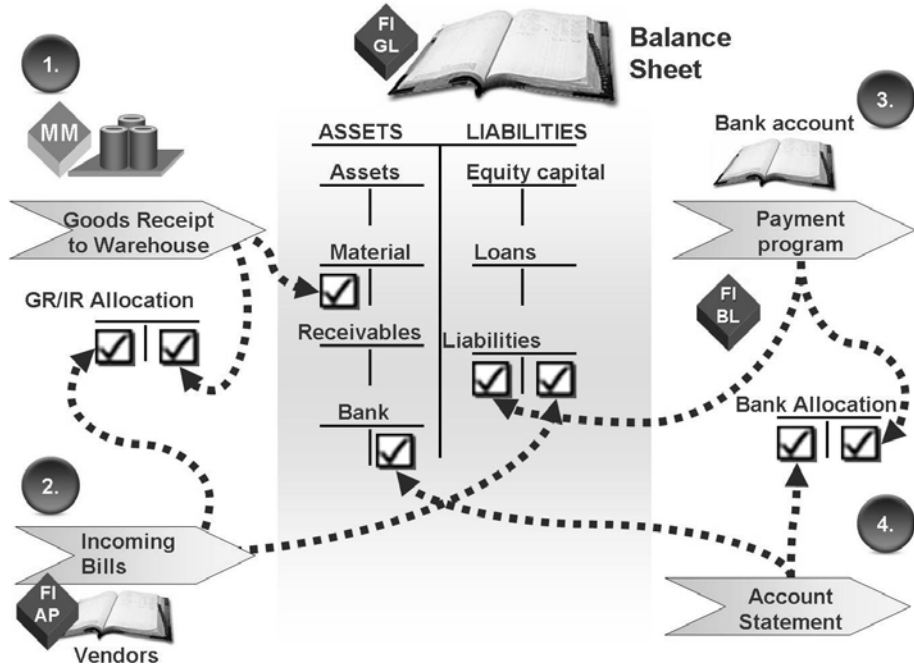 FI
GL
Balance
Sheet
1.
MM
Goods Receipt
to Warehouse
GR/IR Allocation
ASSETS
LIABILITIES
Assets
Equity capital
Material
Loans
Receivables
Liabilities
Bank
3.
Bank account
Payment
program
FI
BL
Bank Allocation
2.
Incoming
Bills
FI
AP
Vendors
4.
Account
Statement